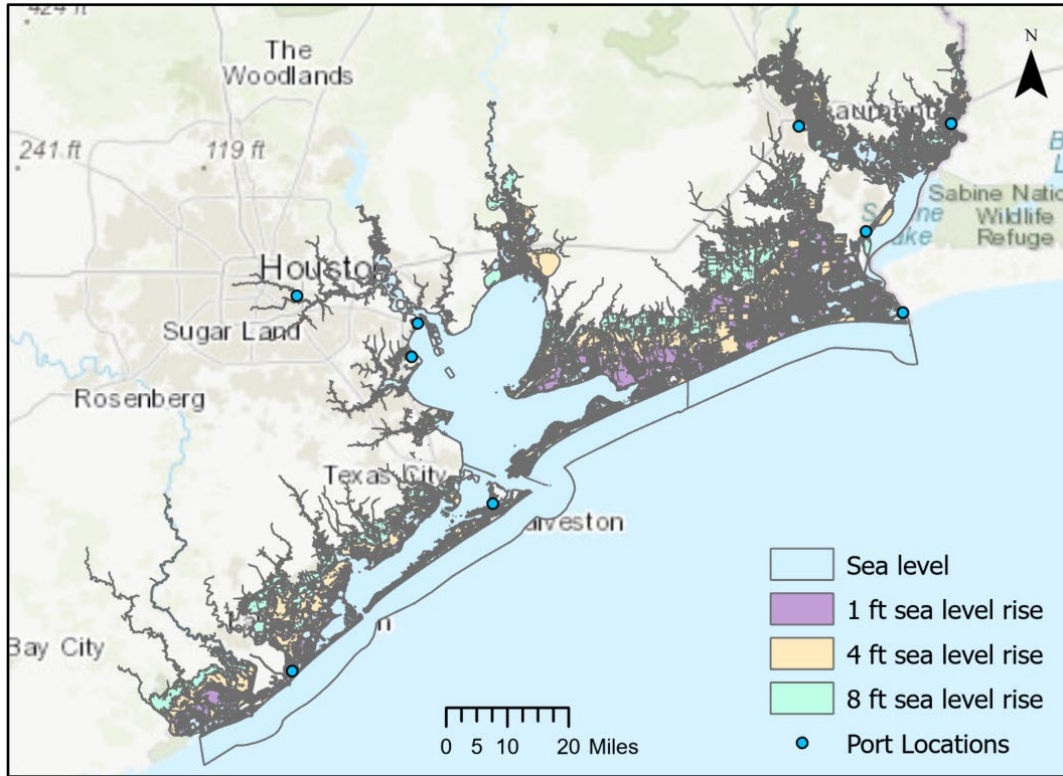 424 ft
The
Woodlands
N
241 ft
119 ft
Sabine
Wildlife
Refuge
Houston
Sugar Land
Rosenberg
Texas City
Bay City
Sea level
1 ft sea level rise
4 ft sea level rise
8 ft sea level rise
Port Locations
0 5 10 20 Miles